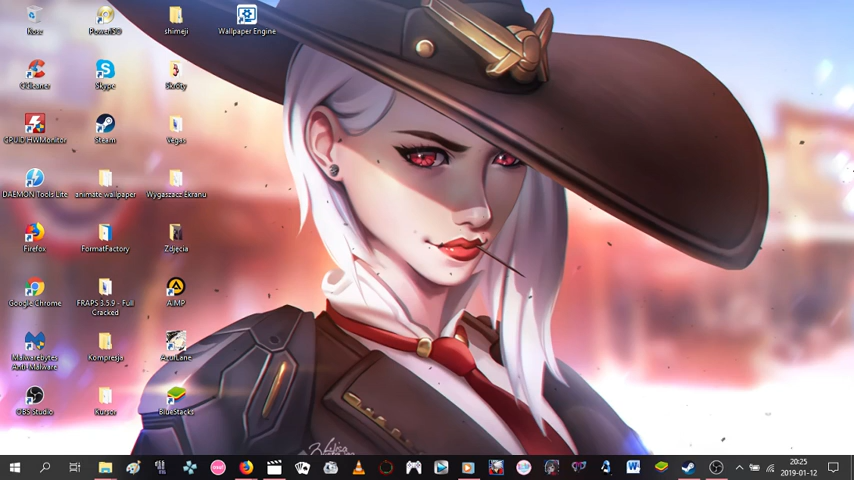 Kosz
PowerISO
shimeji
Wallpaper Engine
CCleaner
Skype
Skróty
CPUID HWMonitor
Steam
Vegas
DAEMON Tools Lite
animate wallpaper
Wygaszacz Ekranu
Firefox
FormatFactory
Zdjęcia
Google Chrome
FRAPS 3.5.9 - Full
Cracked
AIMP
Malwarebytes
Anti-Malware
Kompresja
AzurLane
OBS Studio
Kursor
BlueStacks
20:25
2019-01-12